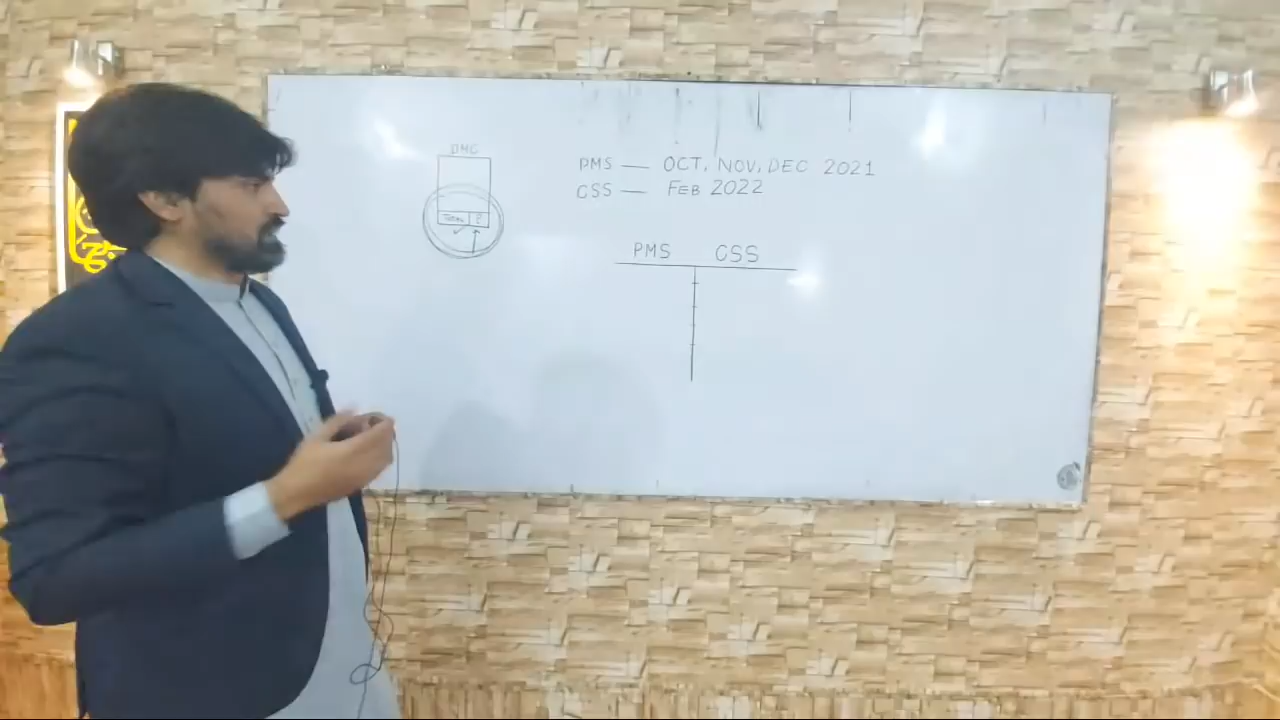 DMC
PMS — OCT, NOV, DEC 2021
CSS — FEB 2022
TOTAL ?
PMS CSS